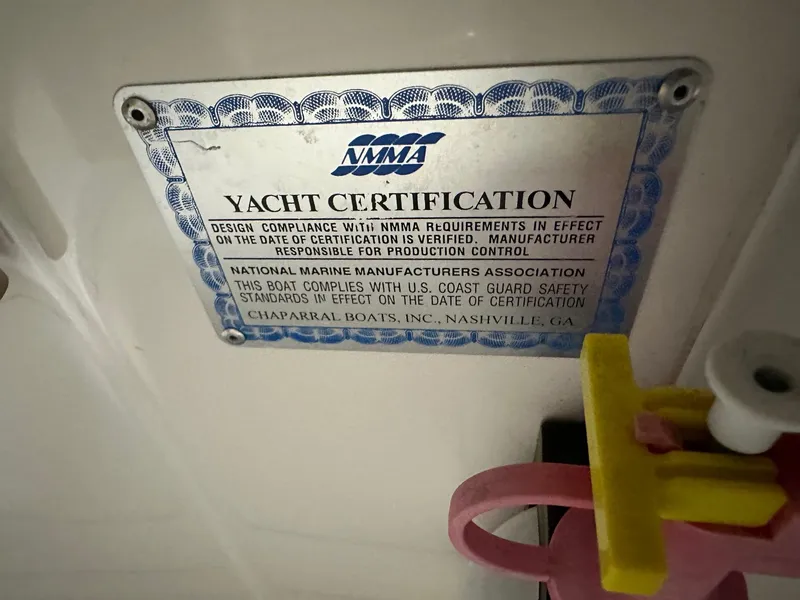 NMMA
YACHT CERTIFICATION
DESIGN COMPLIANCE WITH NMMA REQUIREMENTS IN EFFECT
ON THE DATE OF CERTIFICATION IS VERIFIED. MANUFACTURER
RESPONSIBLE FOR PRODUCTION CONTROL
NATIONAL MARINE MANUFACTURERS ASSOCIATION
THIS BOAT COMPLIES WITH U.S. COAST GUARD SAFETY
STANDARDS IN EFFECT ON THE DATE OF CERTIFICATION
CHAPARRAL BOATS, INC., NASHVILLE, GA